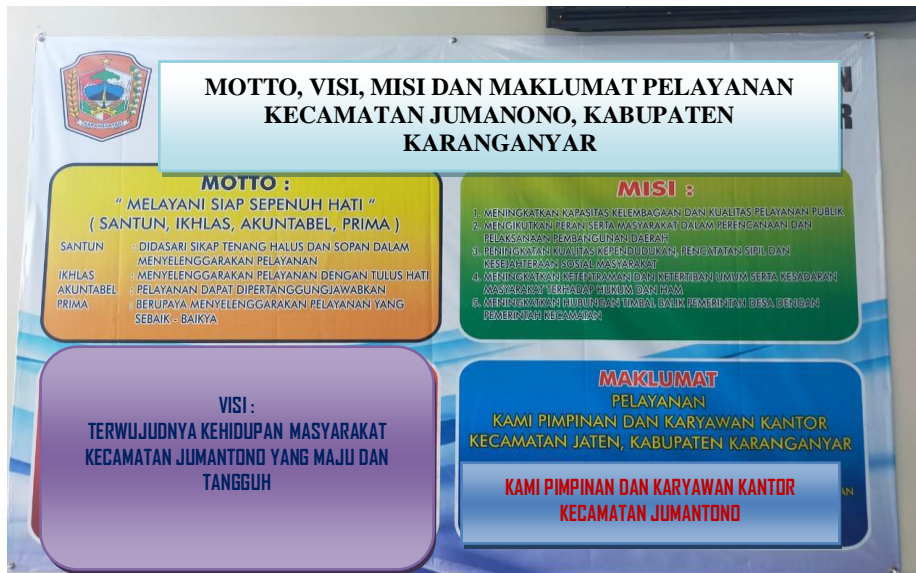 MOTTO, VISI, MISI DAN MAKLUMAT PELAYANAN
KECAMATAN JUMANONO, KABUPATEN
KARANGANYAR
MOTTO :
" MELAYANI SIAP SEPENUH HATI "
( SANTUN, IKHLAS, AKUNTABEL, PRIMA )
SANTUN : DIDASARI SIKAP TENANG HALUS DAN SOPAN DALAM
MENYELENGGARAKAN PELAYANAN
IKHLAS : MENYELENGGARAKAN PELAYANAN DENGAN TULUS HATI
AKUNTABEL : PELAYANAN DAPAT DIPERTANGGUNGJAWABKAN
PRIMA : BERUPAYA MENYELENGGARAKAN PELAYANAN YANG
SEBAIK - BAIKYA
MISI :
1. MENINGKATKAN KAPASITAS KELEMBAGAAN DAN KUALITAS PELAYANAN PUBLIK
2. MENGIKUTKAN PERAN SERTA MASYARAKAT DALAM PERENCANAAN DAN
PELAKSANAAN PEMBANGUNAN DAERAH
3. PENINGKATAN KUALITAS KEPENDUDUKAN, PENCATATAN SIPIL DAN
KESEJAHTERAAN SOSIAL MASYARAKAT
4. MENINGKATKAN KETENTRAMAN DAN KETERTIBAN UMUM SERTA KESADARAN
MASYARAKAT TERHADAP HUKUM DAN HAM
5. MENINGKATKAN HUBUNGAN TIMBAL BALIK PEMERINTAH DESA DENGAN
PEMERINTAH KECAMATAN
VISI :
TERWUJUDNYA KEHIDUPAN MASYARAKAT
KECAMATAN JUMANTONO YANG MAJU DAN
TANGGUH
MAKLUMAT
PELAYANAN
KAMI PIMPINAN DAN KARYAWAN KANTOR
KECAMATAN JATEN, KABUPATEN KARANGANYAR
KAMI PIMPINAN DAN KARYAWAN KANTOR
KECAMATAN JUMANTONO